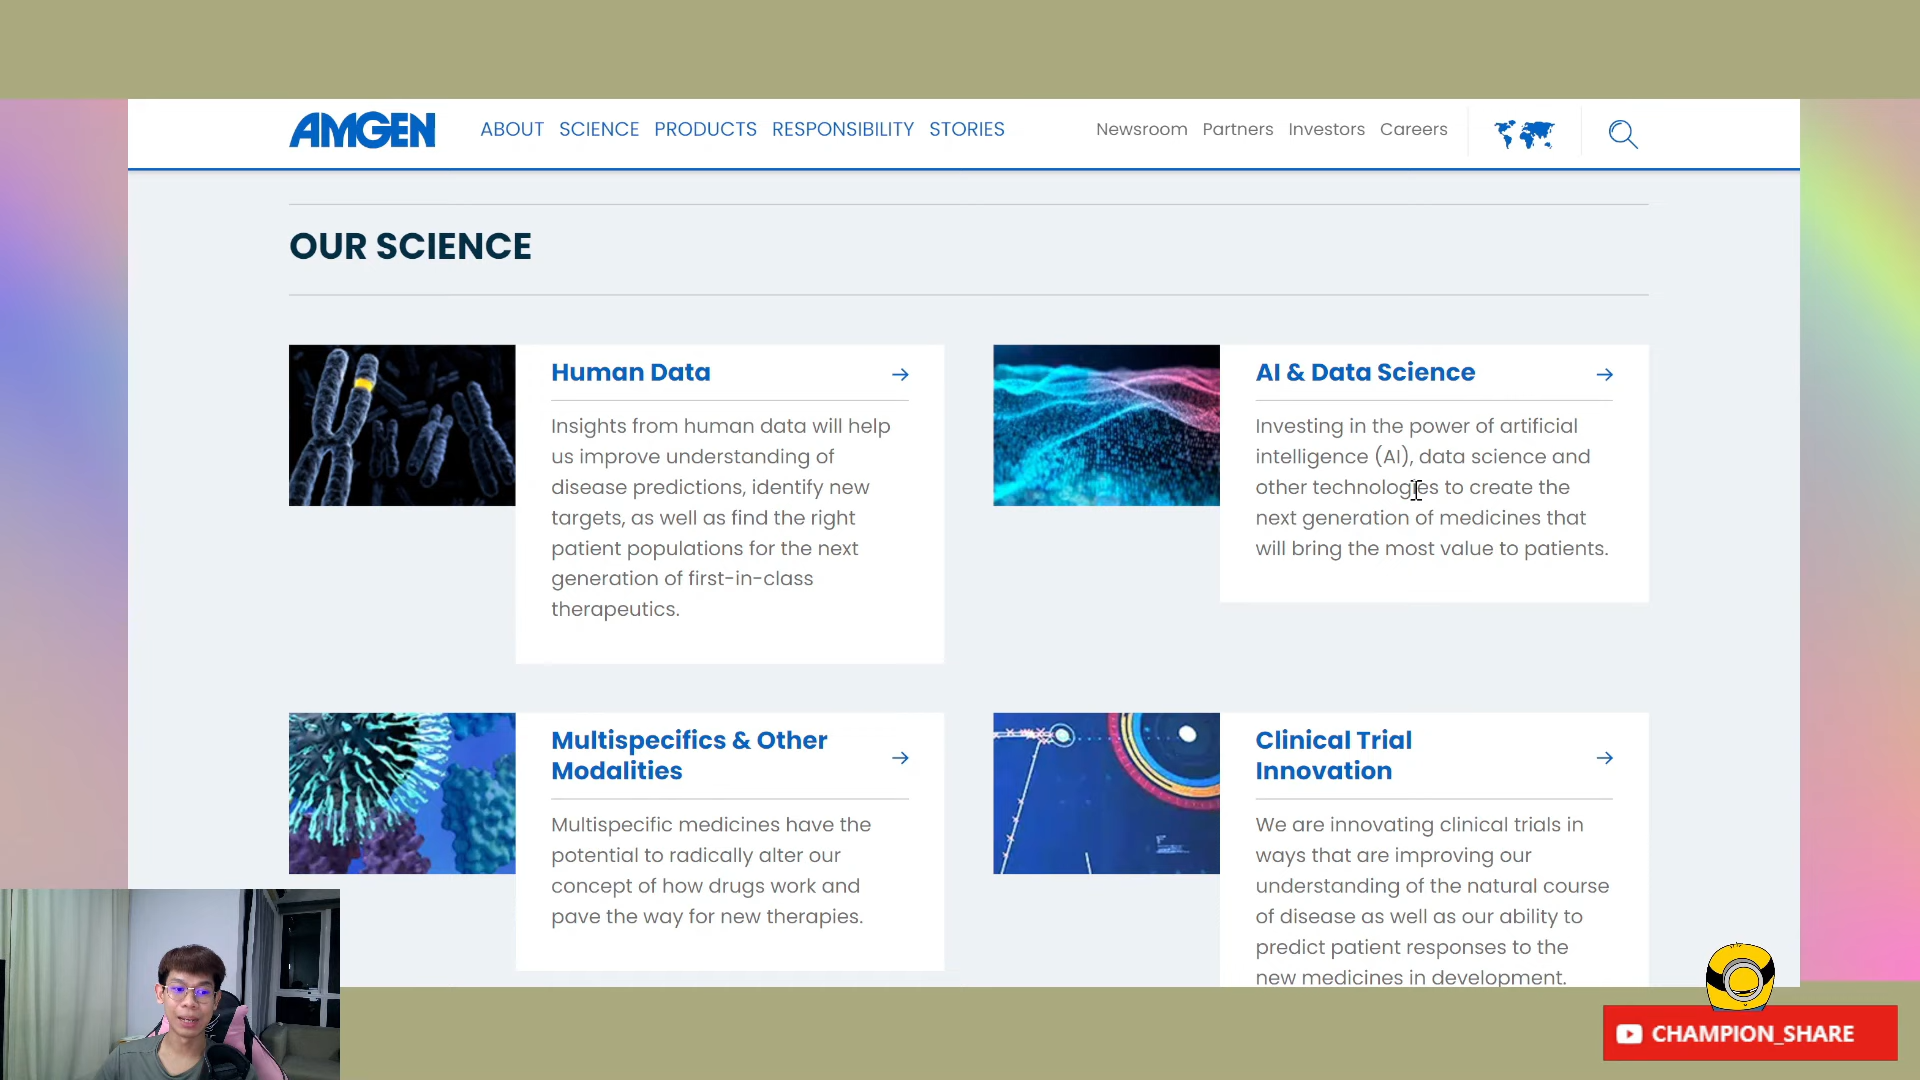 AMGEN
ABOUT SCIENCE PRODUCTS RESPONSIBILITY STORIES
Newsroom Partners Investors Careers
OUR SCIENCE
Human Data
Insights from human data will help
us improve understanding of
disease predictions, identify new
targets, as well as find the right
patient populations for the next
generation of first-in-class
therapeutics.
AI & Data Science
Investing in the power of artificial
intelligence (AI), data science and
other technologies to create the
next generation of medicines that
will bring the most value to patients.
Multispecifics & Other
Modalities
Multispecific medicines have the
potential to radically alter our
concept of how drugs work and
pave the way for new therapies.
Clinical Trial
Innovation
We are innovating clinical trials in
ways that are improving our
understanding of the natural course
of disease as well as our ability to
predict patient responses to the
new medicines in development.
CHAMPION_SHARE